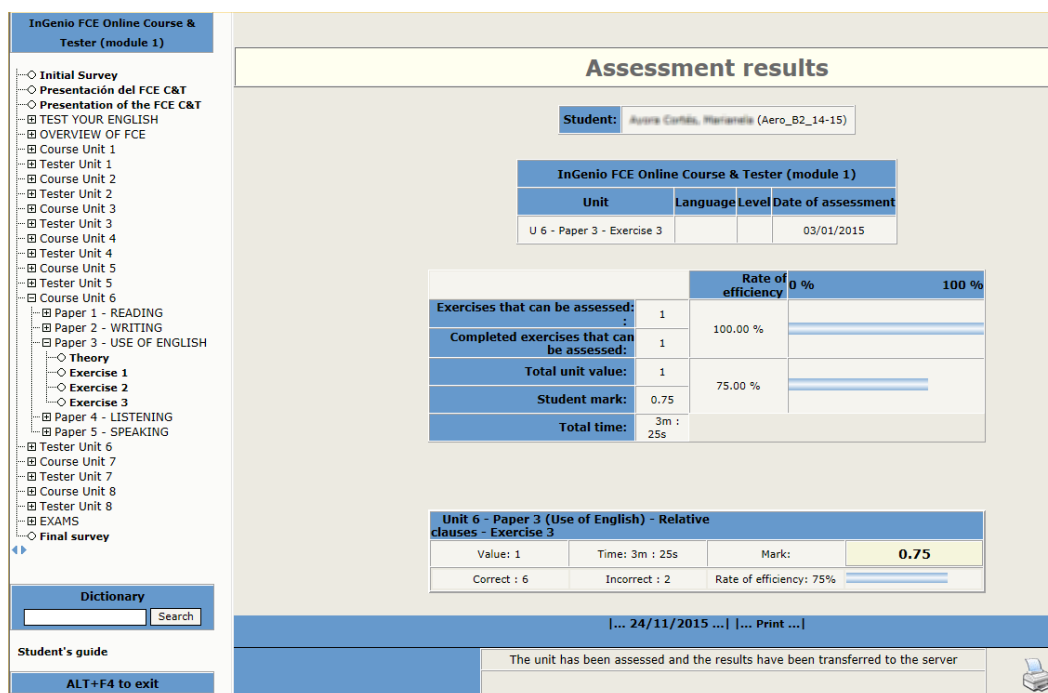 InGenio FCE Online Course &
Tester (module 1)
Initial Survey
Presentación del FCE C&T
Presentation of the FCE C&T
TEST YOUR ENGLISH
OVERVIEW OF FCE
Course Unit 1
Tester Unit 1
Course Unit 2
Tester Unit 2
Course Unit 3
Tester Unit 3
Course Unit 4
Tester Unit 4
Course Unit 5
Tester Unit 5
Course Unit 6
Paper 1 - READING
Paper 2 - WRITING
Paper 3 - USE OF ENGLISH
Theory
Exercise 1
Exercise 2
Exercise 3
Paper 4 - LISTENING
Paper 5 - SPEAKING
Tester Unit 6
Course Unit 7
Tester Unit 7
Course Unit 8
Tester Unit 8
EXAMS
Final survey
Dictionary
Search
Student's guide
ALT+F4 to exit
Assessment results
Student: (Aero_B2_14-15)
InGenio FCE Online Course & Tester (module 1)
Unit Language Level Date of assessment
U 6 - Paper 3 - Exercise 3 03/01/2015
Rate of
efficiency 0 % 100 %
Exercises that can be assessed:
: 1
100.00 %
Completed exercises that can
be assessed: 1
Total unit value: 1
75.00 %
Student mark: 0.75
Total time: 3m :
25s
Unit 6 - Paper 3 (Use of English) - Relative
clauses - Exercise 3
Value: 1 Time: 3m : 25s Mark: 0.75
Correct : 6 Incorrect : 2 Rate of efficiency: 75%
|... 24/11/2015 ...| |... Print ...|
The unit has been assessed and the results have been transferred to the server